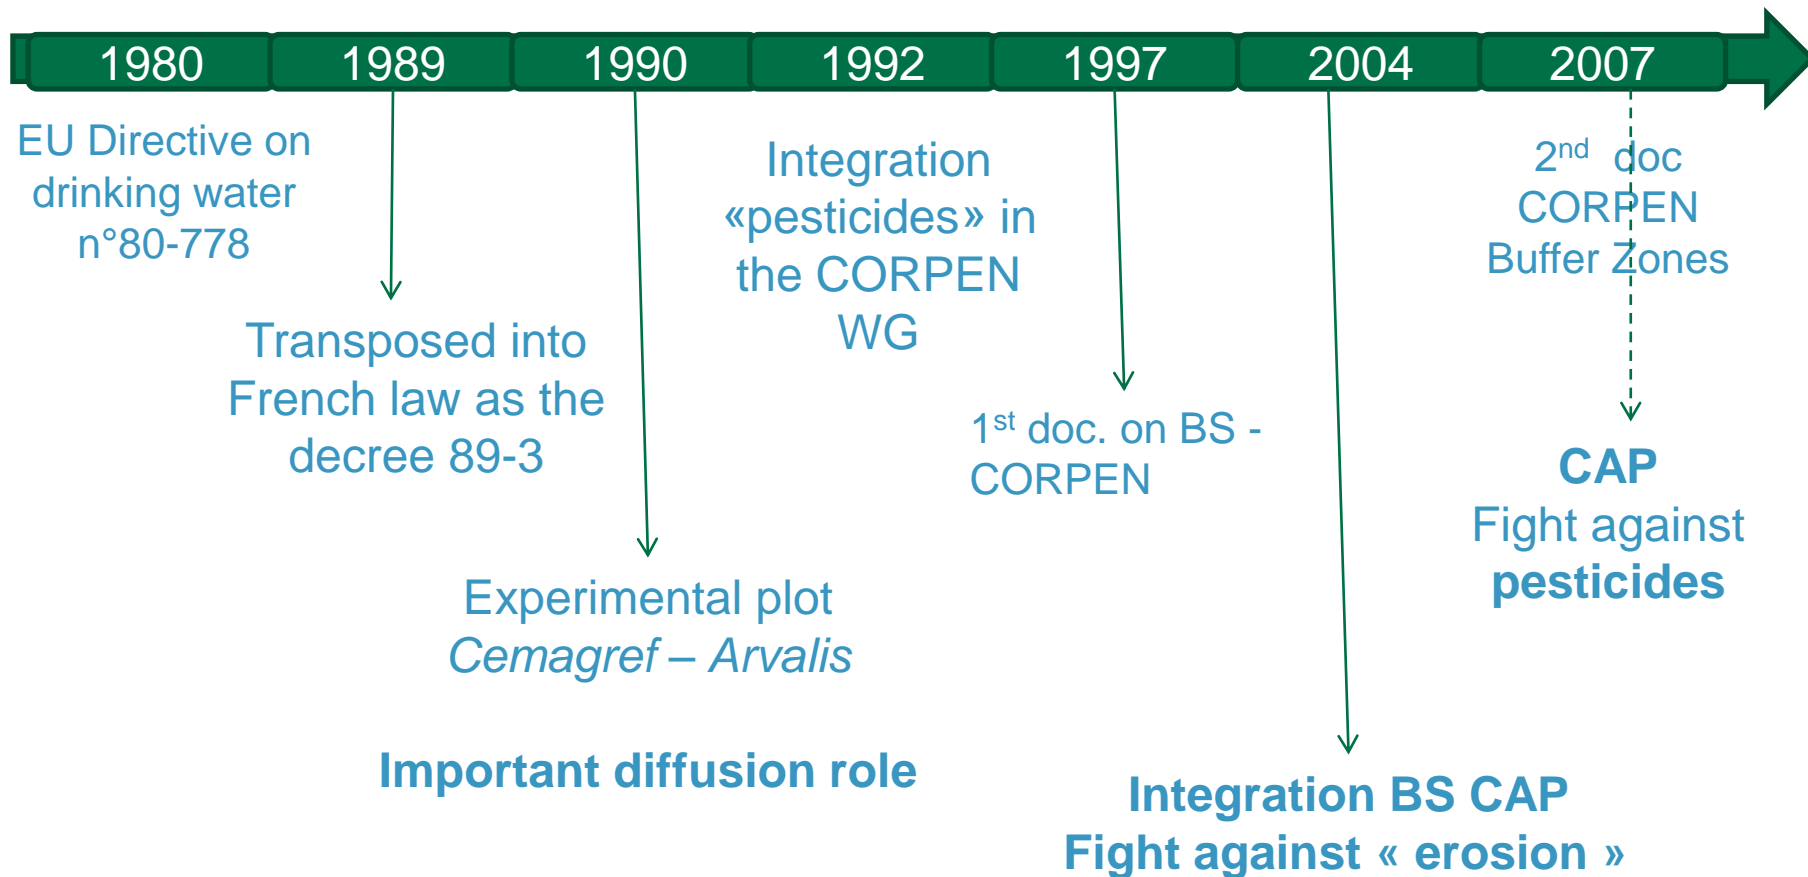 1980 1989 1990 1992 1997 2004 2007
EU Directive on
drinking water
n°80-778
Transposed into
French law as the
decree 89-3
Experimental plot
Cemagref – Arvalis
Important diffusion role
Integration
«pesticides» in
the CORPEN
WG
1st doc. on BS -
CORPEN
Integration BS CAP
Fight against « erosion »
2nd doc
CORPEN
Buffer Zones
CAP
Fight against
pesticides